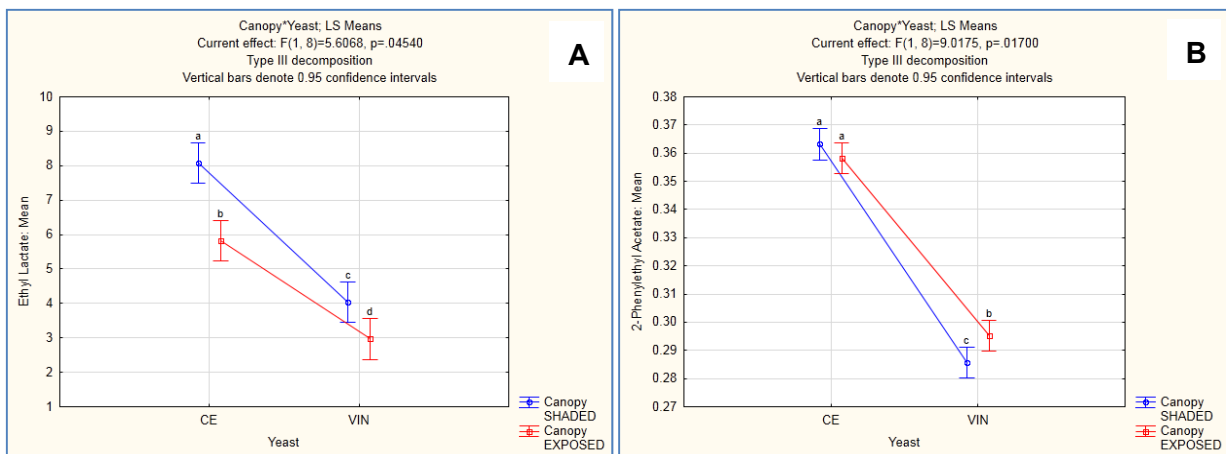 Canopy*Yeast; LS Means
Current effect: F(1, 8)=5.6068, p=.04540
Type III decomposition
Vertical bars denote 0.95 confidence intervals
A
10
9
8
7
6
5
4
3
2
1
Ethyl Lactate: Mean
a
b
c
d
CE
VIN
Yeast
Canopy
SHADED
Canopy
EXPOSED
Canopy*Yeast; LS Means
Current effect: F(1, 8)=9.0175, p=.01700
Type III decomposition
Vertical bars denote 0.95 confidence intervals
B
0.38
0.37
0.36
0.35
0.34
0.33
0.32
0.31
0.30
0.29
0.28
0.27
2-Phenylethyl Acetate: Mean
a
a
b
c
CE
VIN
Yeast
Canopy
SHADED
Canopy
EXPOSED